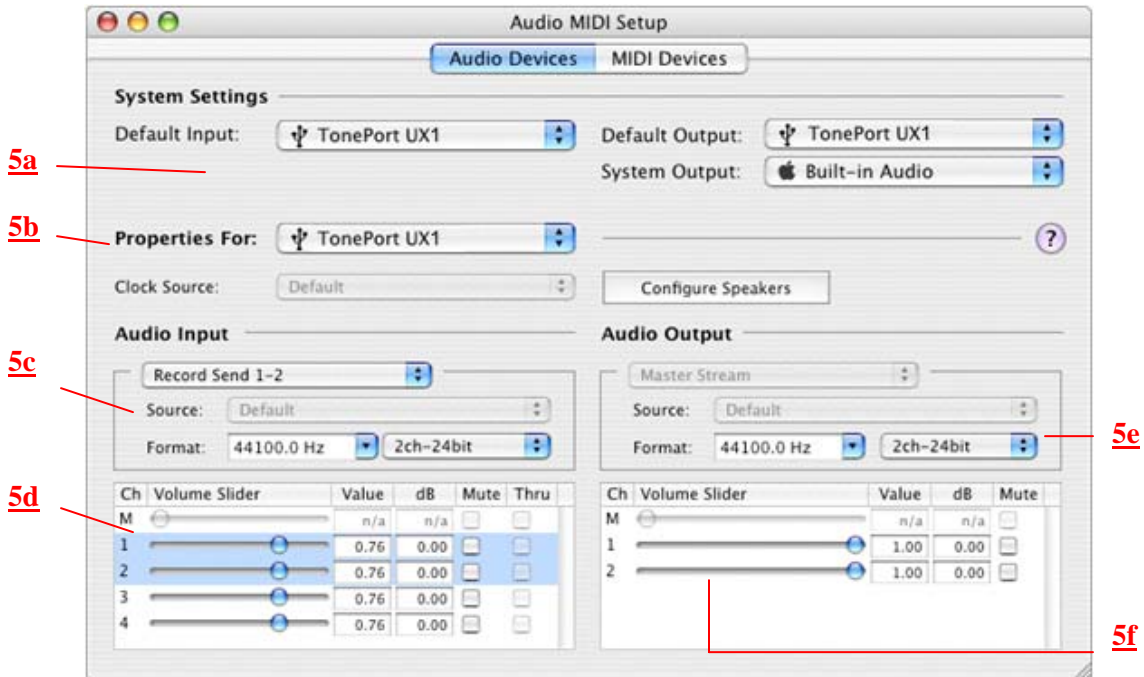 Audio MIDI Setup
Audio Devices MIDI Devices
System Settings
Default Input: TonePort UX1 Default Output: TonePort UX1
5a
System Output: Built-in Audio
5b
Properties For: TonePort UX1 ?
Clock Source: Default Configure Speakers
Audio Input Audio Output
5c
Record Send 1-2 Master Stream
Source: Default Source: Default
Format: 44100.0 Hz 2ch-24bit Format: 44100.0 Hz 2ch-24bit
5e
5d
Ch Volume Slider Value dB Mute Thru Ch Volume Slider Value dB Mute
M n/a n/a M n/a n/a
1 0.76 0.00 1 1.00 0.00
2 0.76 0.00 2 1.00 0.00
3 0.76 0.00
4 0.76 0.00
5f